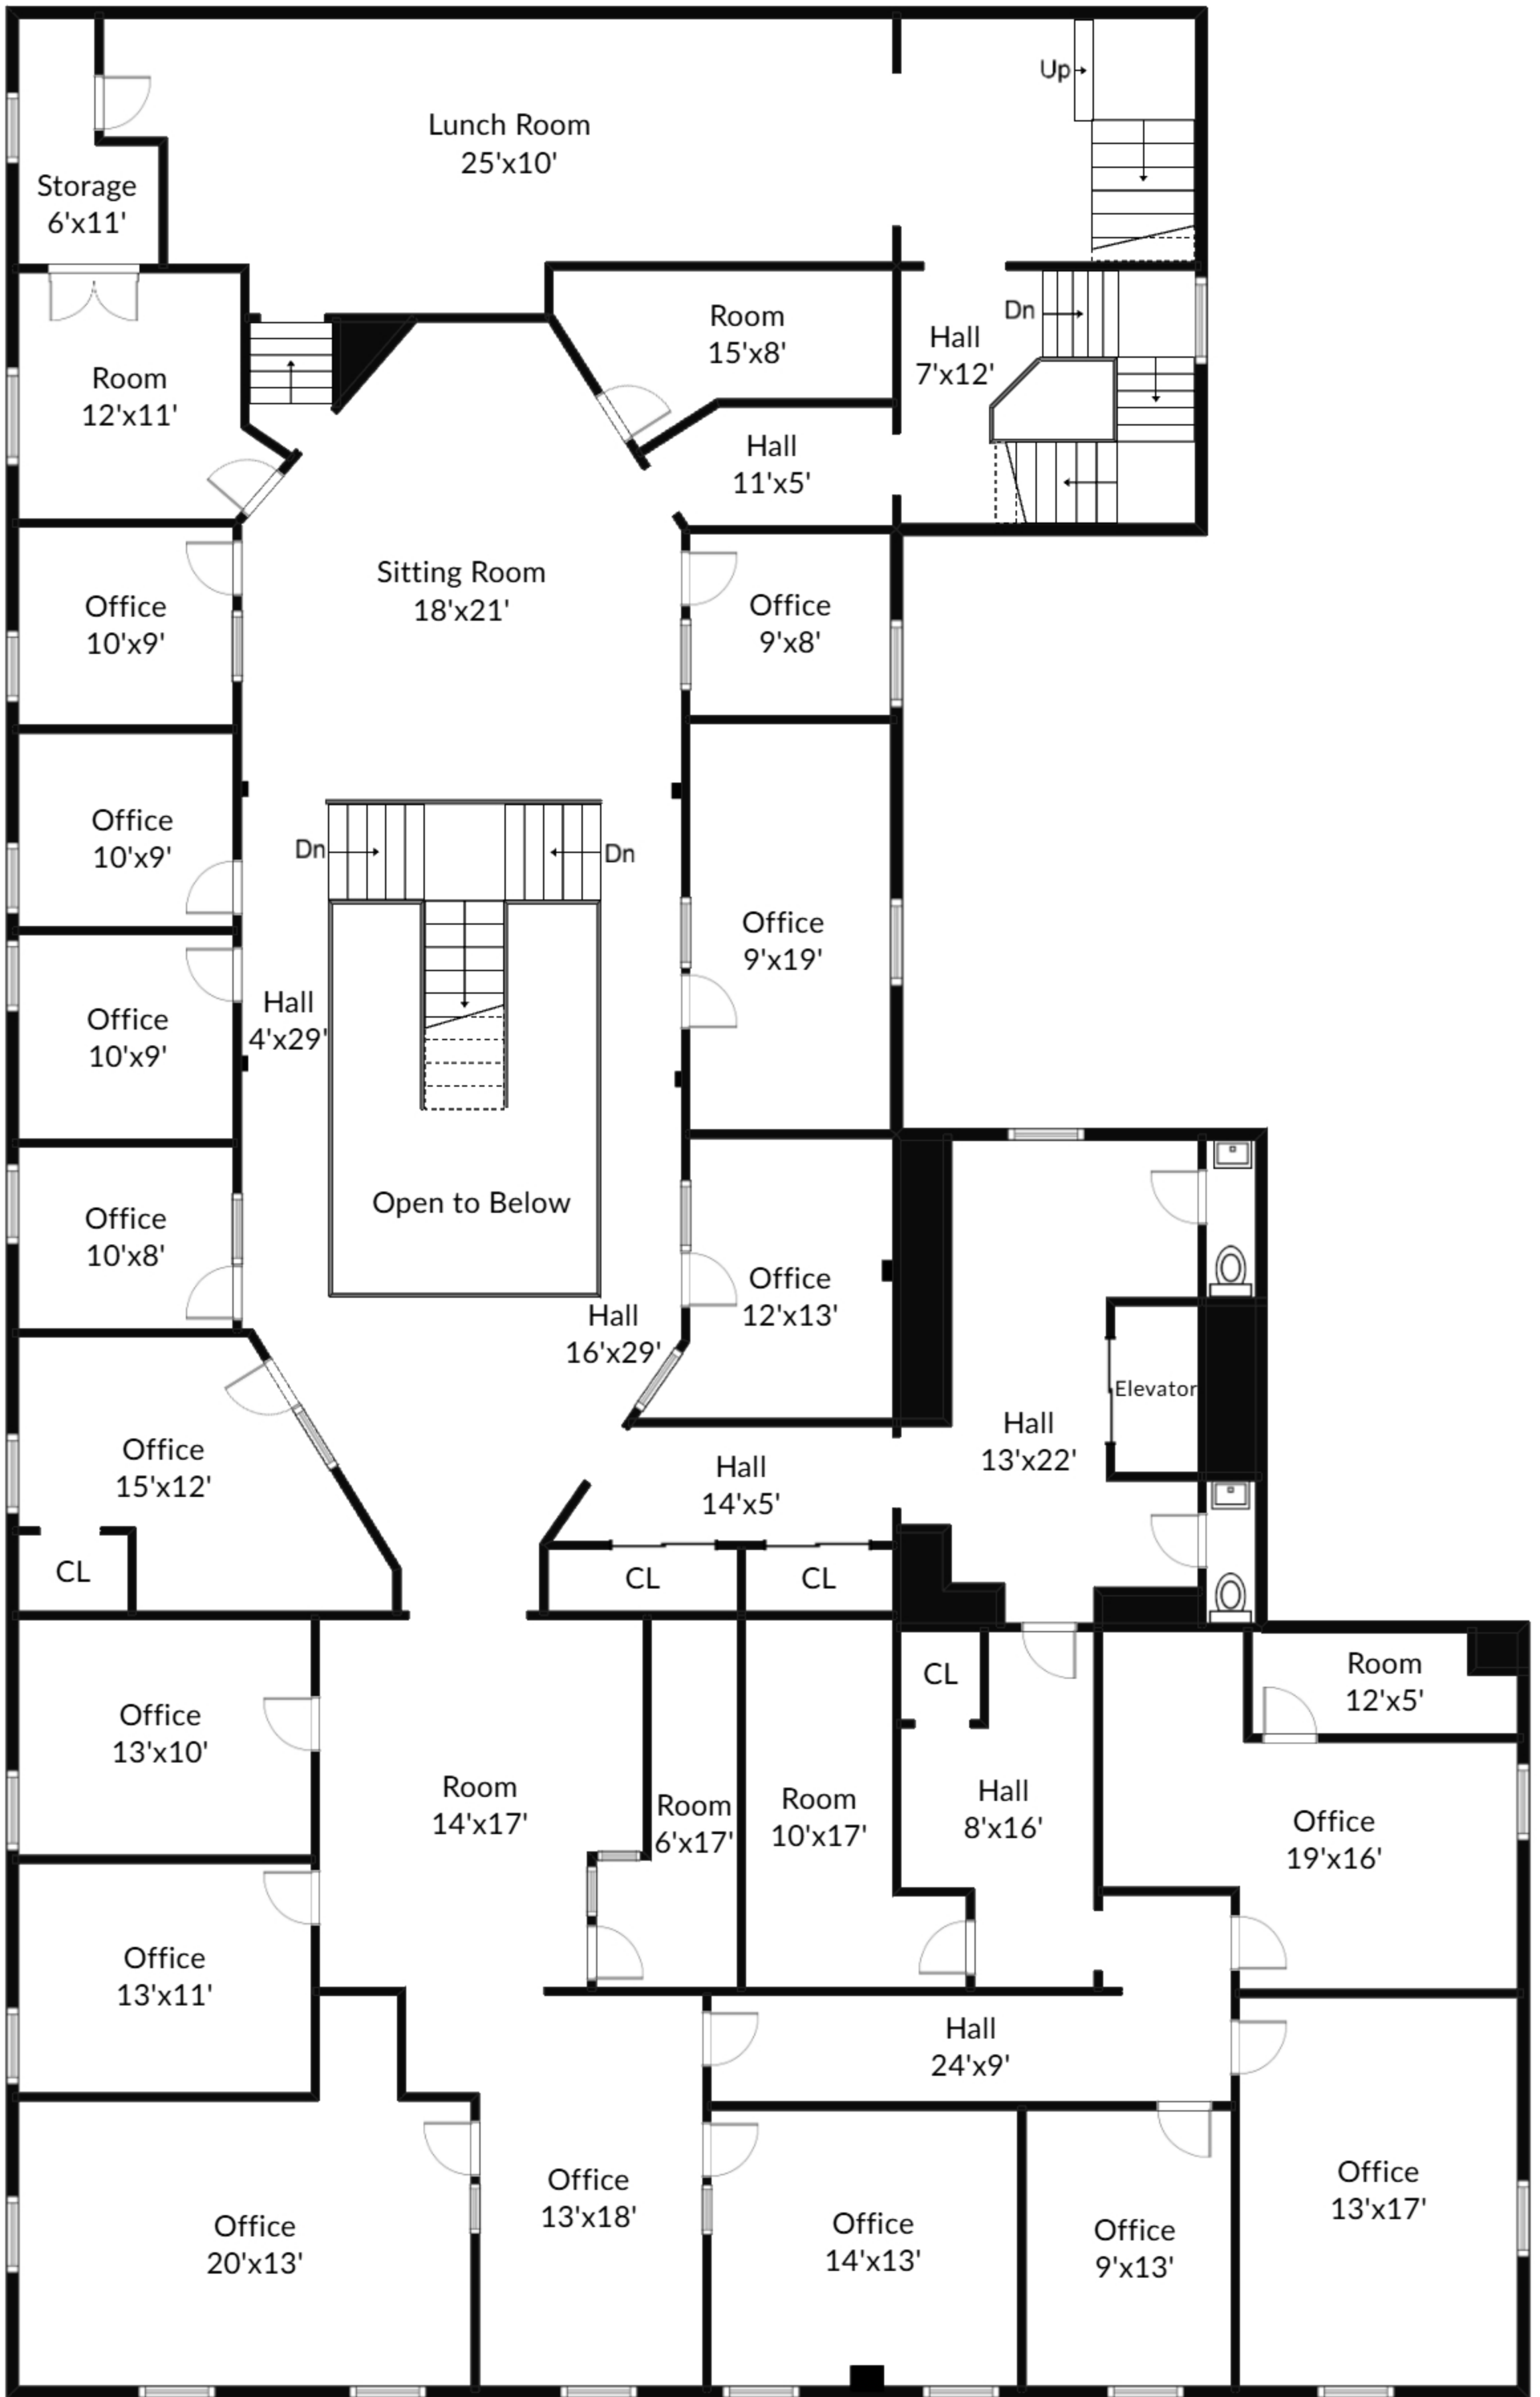 Up
Lunch Room
25'x10'
Storage
6'x11'
Dn
Room
15'x8'
Hall
7'x12'
Room
12'x11'
Hall
11'x5'
Sitting Room
18'x21'
Office
10'x9'
Office
9'x8'
Office
10'x9'
Dn
Dn
Office
9'x19'
Office
10'x9'
Hall
4'x29'
Open to Below
Office
10'x8'
Office
12'x13'
Hall
16'x29'
Elevator
Hall
13'x22'
Office
15'x12'
Hall
14'x5'
CL
CL
CL
Room
12'x5'
CL
Office
13'x10'
Room
14'x17'
Room
6'x17'
Room
10'x17'
Hall
8'x16'
Office
19'x16'
Office
13'x11'
Hall
24'x9'
Office
20'x13'
Office
13'x18'
Office
14'x13'
Office
9'x13'
Office
13'x17'